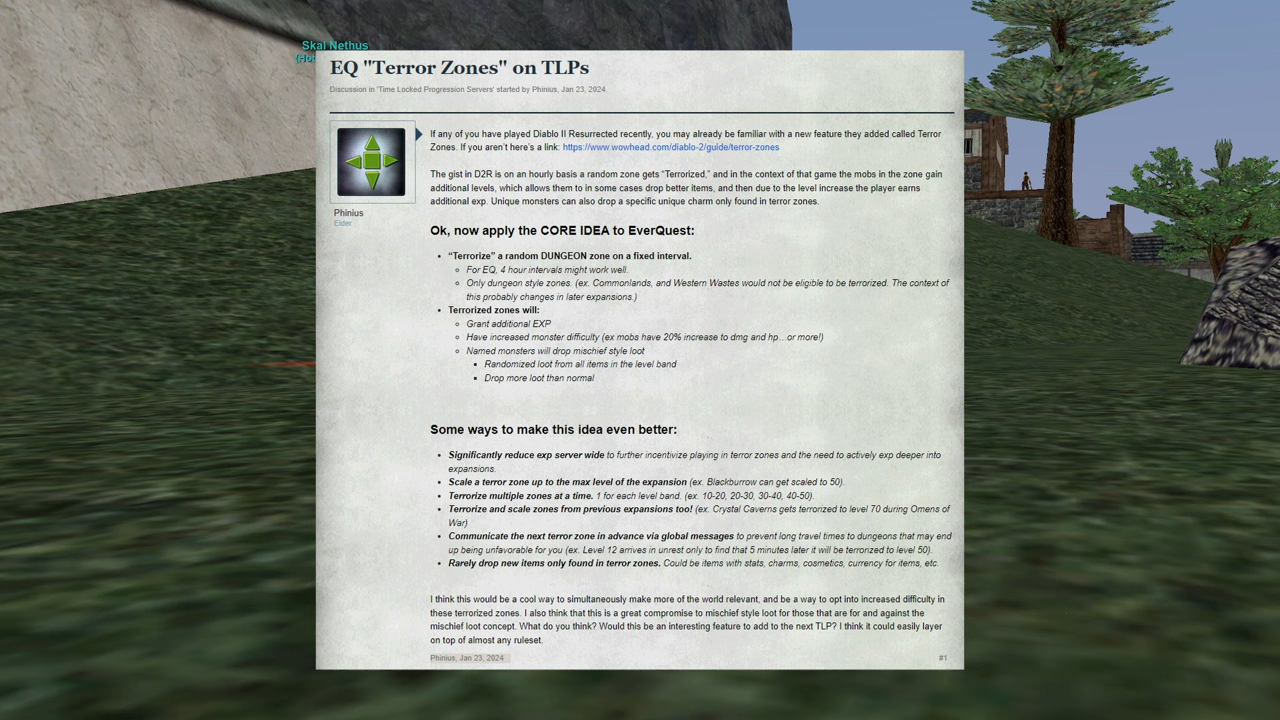 Skal Nethus
(Ho
EQ "Terror Zones" on TLPs
Discussion in 'Time Locked Progression Servers' started by Phinius, Jan 23, 2024.
If any of you have played Diablo II Resurrected recently, you may already be familiar with a new feature they added called Terror
Zones. If you aren't here's a link: https://www.wowhead.com/diablo-2/guide/terror-zones
The gist in D2R is on an hourly basis a random zone gets "Terrorized," and in the context of that game the mobs in the zone gain
additional levels, which allows them to in some cases drop better items, and then due to the level increase the player earns
additional exp. Unique monsters can also drop a specific unique charm only found in terror zones.
Phinius
Elder
Ok, now apply the CORE IDEA to EverQuest:
• "Terrorize" a random DUNGEON zone on a fixed interval.
○ For EQ, 4 hour intervals might work well.
○ Only dungeon style zones. (ex. Commonlands, and Western Wastes would not be eligible to be terrorized. The context of
this probably changes in later expansions.)
• Terrorized zones will:
○ Grant additional EXP
○ Have increased monster difficulty (ex mobs have 20% increase to dmg and hp... or more!)
○ Named monsters will drop mischief style loot
▪ Randomized loot from all items in the level band
▪ Drop more loot than normal
Some ways to make this idea even better:
• Significantly reduce exp server wide to further incentivize playing in terror zones and the need to actively exp deeper into
expansions.
• Scale a terror zone up to the max level of the expansion (ex. Blackburrow can get scaled to 50).
• Terrorize multiple zones at a time. 1 for each level band. (ex. 10-20, 20-30, 30-40, 40-50).
• Terrorize and scale zones from previous expansions too! (ex. Crystal Caverns gets terrorized to level 70 during Omens of
War)
• Communicate the next terror zone in advance via global messages to prevent long travel times to dungeons that may end
up being unfavorable for you (ex. Level 12 arrives in unrest only to find that 5 minutes later it will be terrorized to level 50).
• Rarely drop new items only found in terror zones. Could be items with stats, charms, cosmetics, currency for items, etc.
I think this would be a cool way to simultaneously make more of the world relevant, and be a way to opt into increased difficulty in
these terrorized zones. I also think that this is a great compromise to mischief style loot for those that are for and against the
mischief loot concept. What do you think? Would this be an interesting feature to add to the next TLP? I think it could easily layer
on top of almost any ruleset.
Phinius, Jan 23, 2024
#1